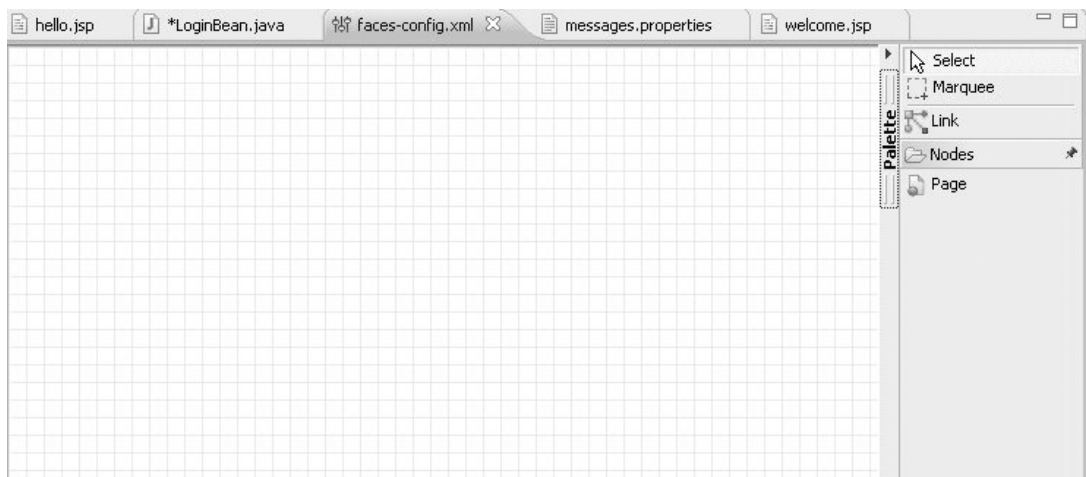 hello.jsp
*LoginBean.java
faces-config.xml
messages.properties
welcome.jsp
Palette
Select
Marquee
Link
Nodes
Page